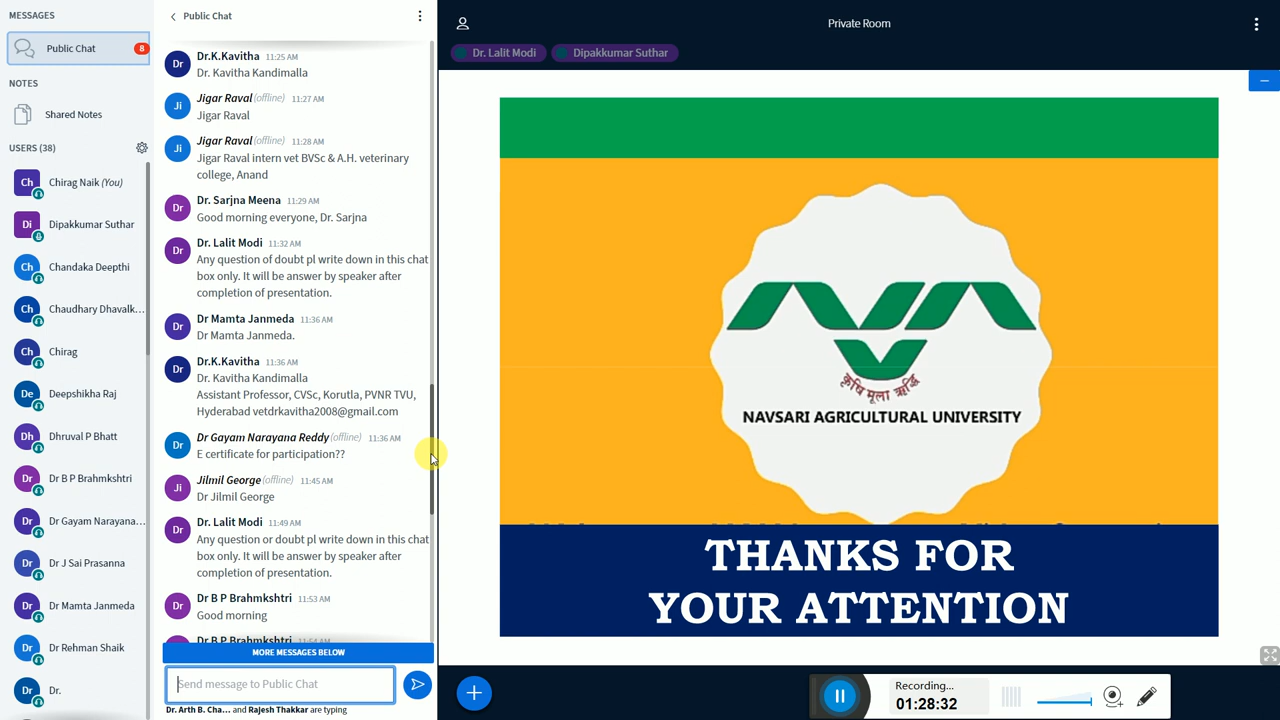 MESSAGES
Public Chat
8
NOTES
Shared Notes
USERS (38)
Ch
Chirag Naik (You)
Di
Dipakkumar Suthar
Chandaka Deepthi
Ch
Chaudhary Dhavalk...
Ch
Chirag
De
Deepshikha Raj
Dh
Dhruval P Bhatt
Dr
Dr B P Brahmkshtri
Dr
Dr Gayam Narayana...
Dr
Dr J Sai Prasanna
Dr
Dr Mamta Janmeda
Dr
Dr Rehman Shaik
Dr
Dr.
Ch
Public Chat
Dr
Dr.K.Kavitha 11:25 AM
Dr. Kavitha Kandimalla
Ji
Jigar Raval (offline) 11:27 AM
Jigar Raval
Ji
Jigar Raval (offline) 11:28 AM
Jigar Raval intern vet BVSc & A.H. veterinary
college, Anand
Dr
Dr. Sarjna Meena 11:29 AM
Good morning everyone, Dr. Sarjna
Dr
Dr. Lalit Modi 11:32 AM
Any question of doubt pl write down in this chat
box only. It will be answer by speaker after
completion of presentation.
Dr
Dr Mamta Janmeda 11:36 AM
Dr Mamta Janmeda.
Dr
Dr.K.Kavitha 11:36 AM
Dr. Kavitha Kandimalla
Assistant Professor, CVSc, Korutla, PVNR TVU,
Hyderabad vetdrkavitha2008@gmail.com
Dr
Dr Gayam Narayana Reddy (offline) 11:36 AM
E certificate for participation??
Ji
Jilmil George (offline) 11:45 AM
Dr Jilmil George
Dr
Dr. Lalit Modi 11:49 AM
Any question or doubt pl write down in this chat
box only. It will be answer by speaker after
completion of presentation.
Dr
Dr B P Brahmkshtri 11:53 AM
Good morning
Dr B P Brahmkshtri 11:54 AM
MORE MESSAGES BELOW
Send message to Public Chat
Dr. Arth B. Cha... and Rajesh Thakkar are typing
Private Room
Dr. Lalit Modi
Dipakkumar Suthar
कृषि मूला ऋद्धि
NAVSARI AGRICULTURAL UNIVERSITY
THANKS FOR
YOUR ATTENTION
Recording...
01:28:32